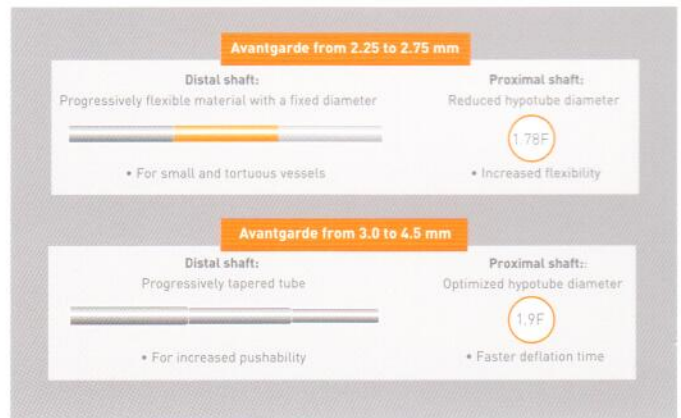 Avantgarde from 2.25 to 2.75 mm
Distal shaft:
Progressively flexible material with a fixed diameter
• For small and tortuous vessels
Proximal shaft:
Reduced hypotube diameter
1.78F
• Increased flexibility
Avantgarde from 3.0 to 4.5 mm
Distal shaft:
Progressively tapered tube
• For increased pushability
Proximal shaft::
Optimized hypotube diameter
1.9F
• Faster deflation time